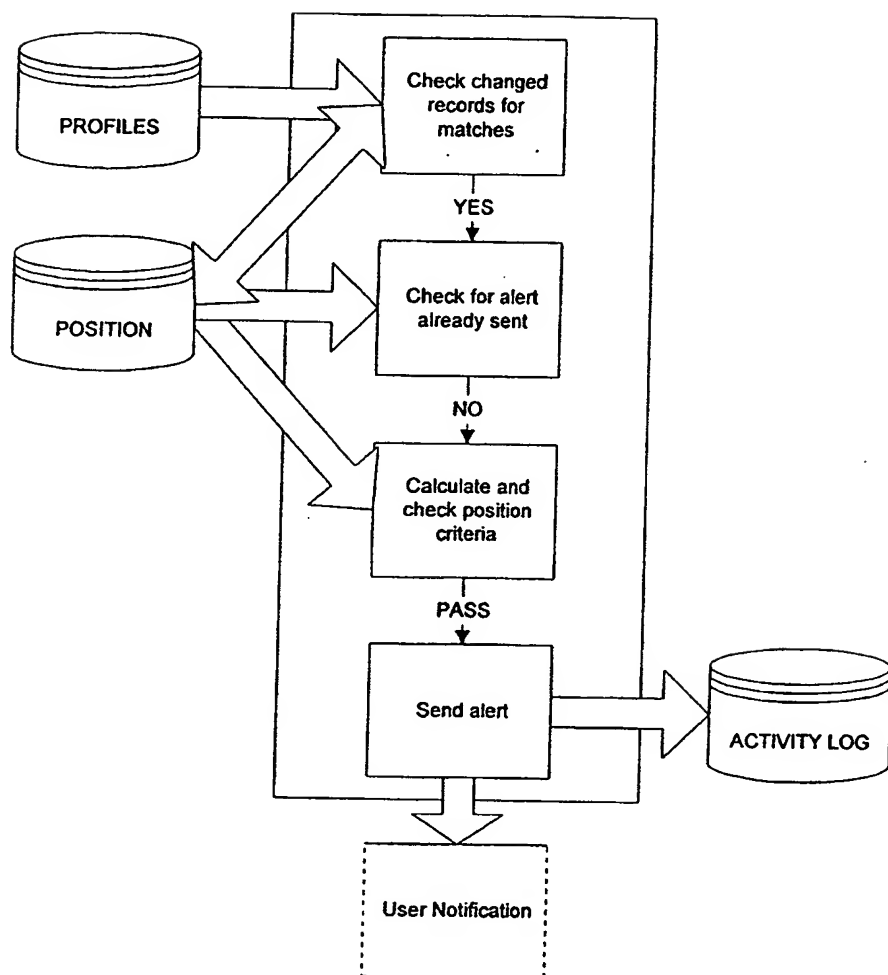 PROFILES
Check changed
records for
matches
YES
POSITION
Check for alert
already sent
NO
Calculate and
check position
criteria
PASS
Send alert
ACTIVITY LOG
User Notification